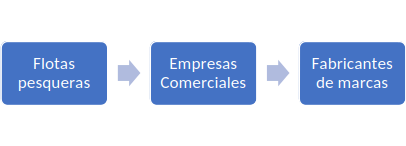 Flotas
pesqueras
Empresas
Comerciales
Fabricantes
de marcas